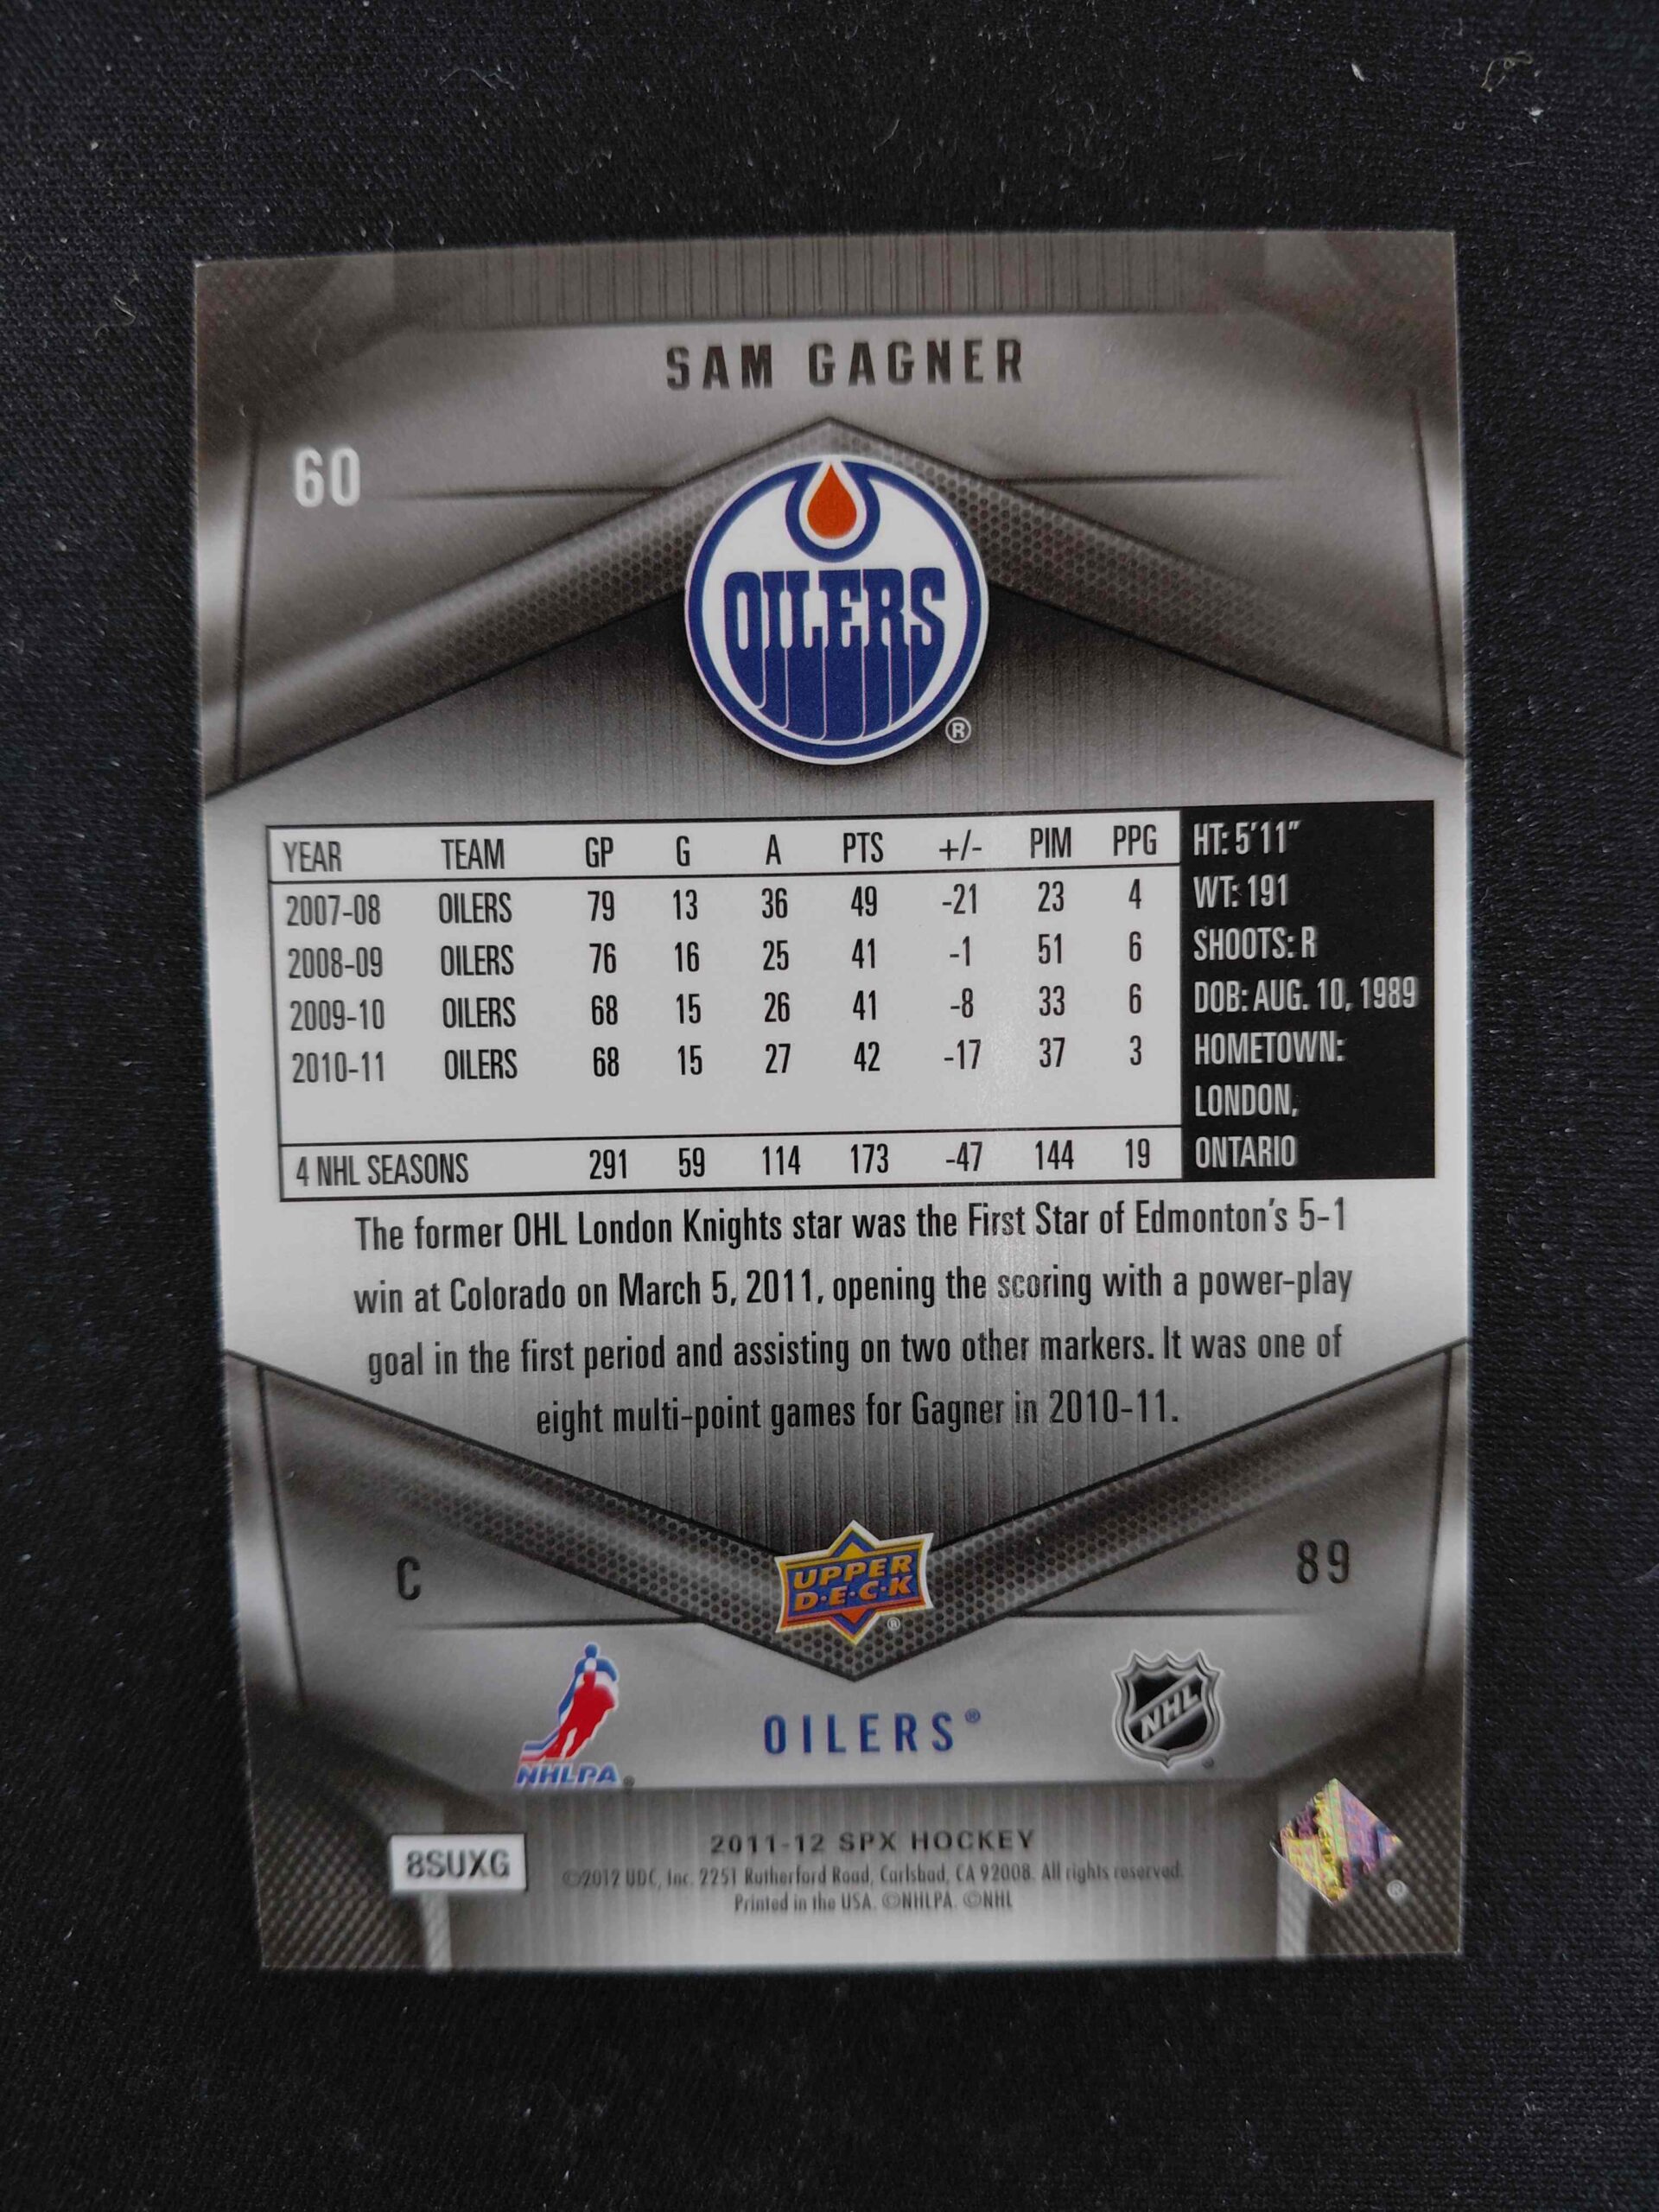 SAM GAGNER
60
OILERS
®
YEAR TEAM GP G A PTS +/- PIM PPG
2007-08 OILERS 79 13 36 49 -21 23 4
2008-09 OILERS 76 16 25 41 -1 51 6
2009-10 OILERS 68 15 26 41 -8 33 6
2010-11 OILERS 68 15 27 42 -17 37 3
4 NHL SEASONS 291 59 114 173 -47 144 19
HT: 5'11"
WT: 191
SHOOTS: R
DOB: AUG. 10, 1989
HOMETOWN:
LONDON,
ONTARIO
The former OHL London Knights star was the First Star of Edmonton's 5-1
win at Colorado on March 5, 2011, opening the scoring with a power-play
goal in the first period and assisting on two other markers. It was one of
eight multi-point games for Gagner in 2010-11.
C
UPPER
D·E·C·K
®
89
NHLPA®
OILERS®
NHL
®
8SUXG
2011-12 SPX HOCKEY
©2012 UDC, Inc. 2251 Rutherford Road, Carlsbad, CA 92008. All rights reserved.
Printed in the USA. ©NHLPA. ©NHL
®